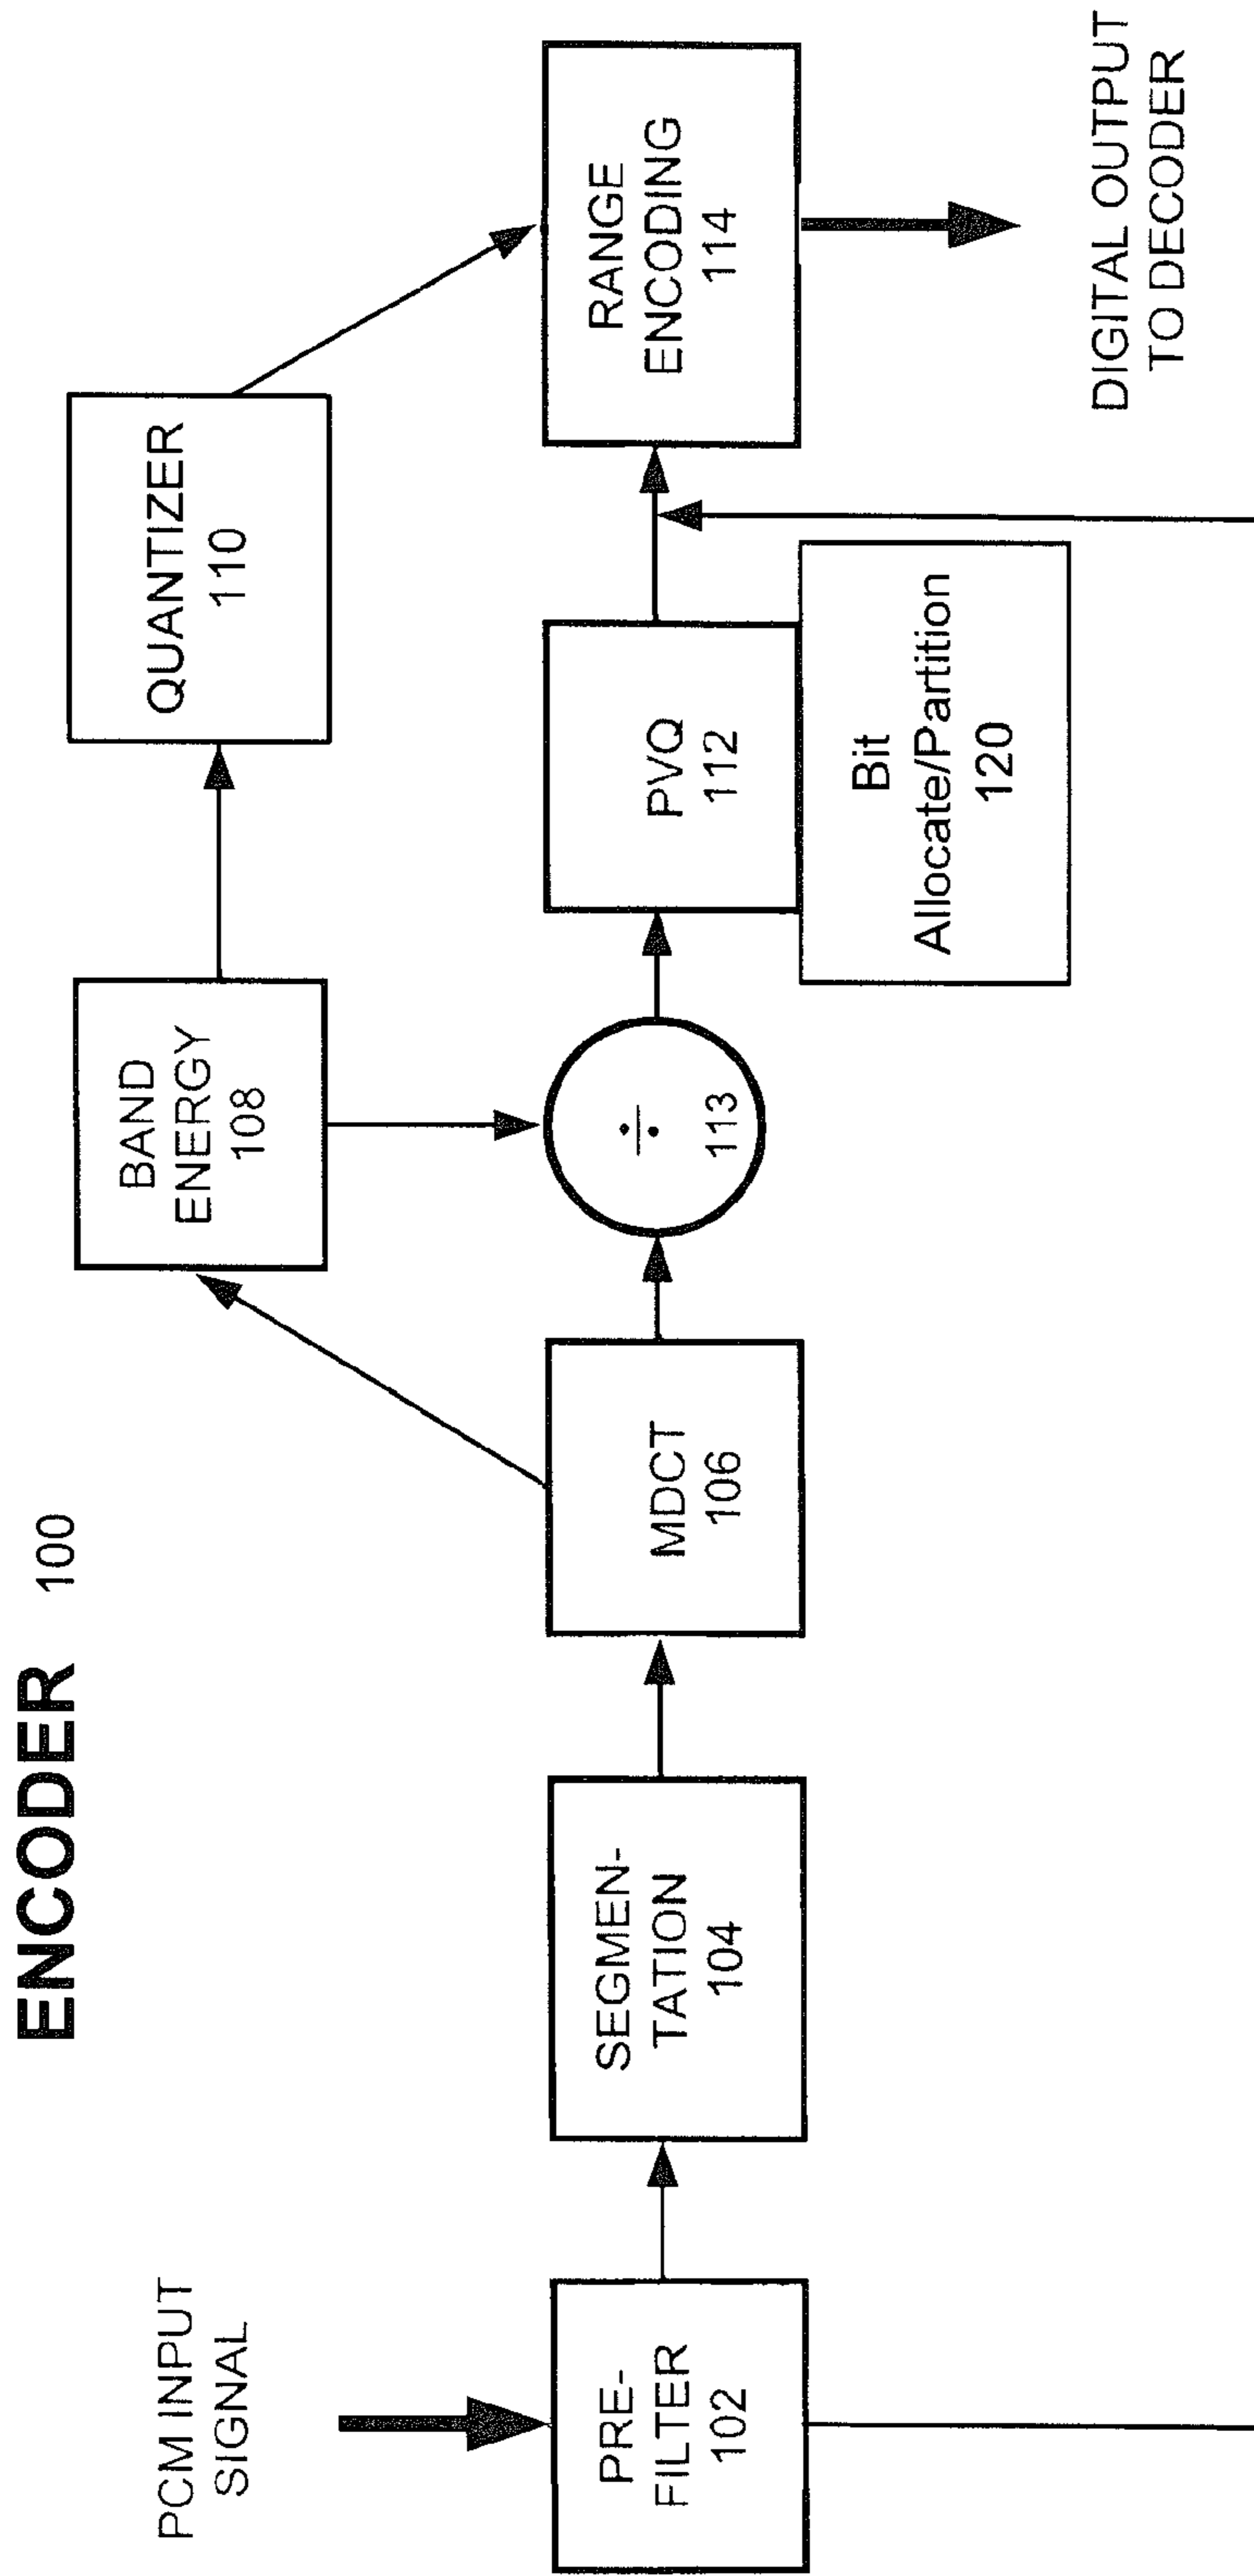 ENCODER 100
PCM INPUT
SIGNAL
PRE-
FILTER
102
SEGMEN-
TATION
104
MDCT
106
BAND
ENERGY
108
÷
113
QUANTIZER
110
PVQ
112
Bit
Allocate/Partition
120
RANGE
ENCODING
114
DIGITAL OUTPUT
TO DECODER